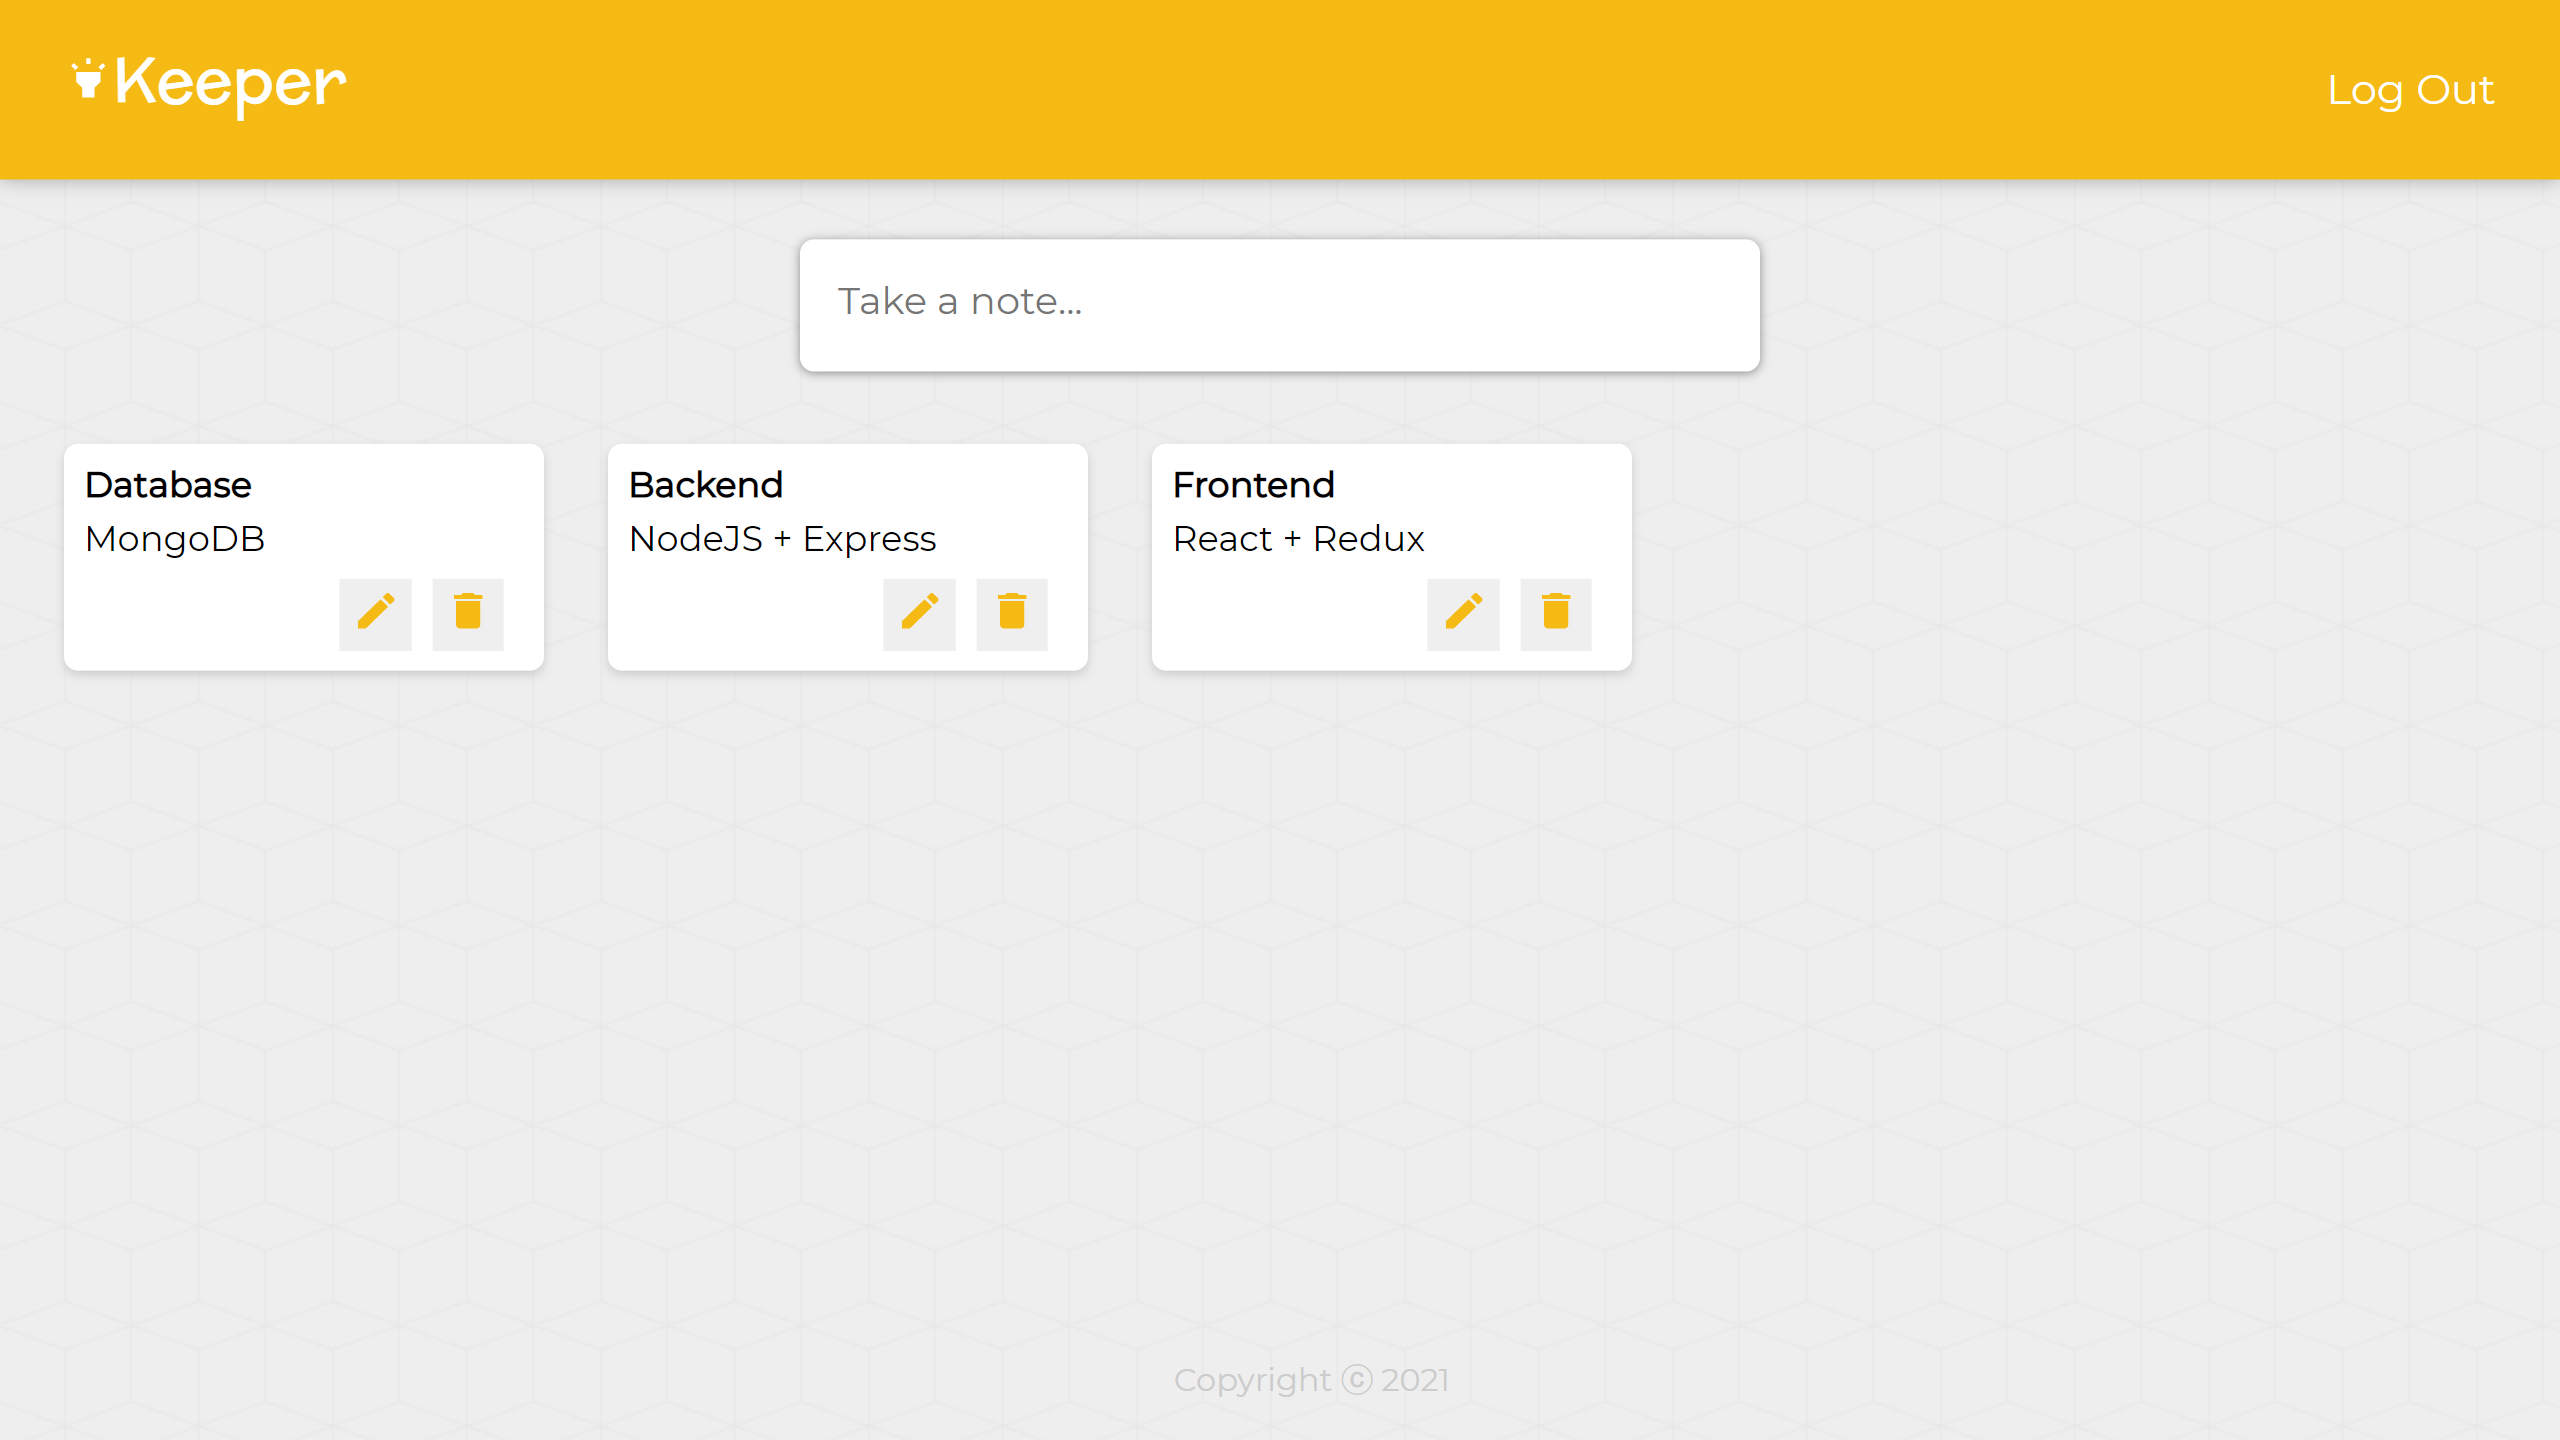 Keeper
Log Out
Take a note...
Database
MongoDB
Backend
NodeJS + Express
Frontend
React + Redux
Copyright ⓒ 2021